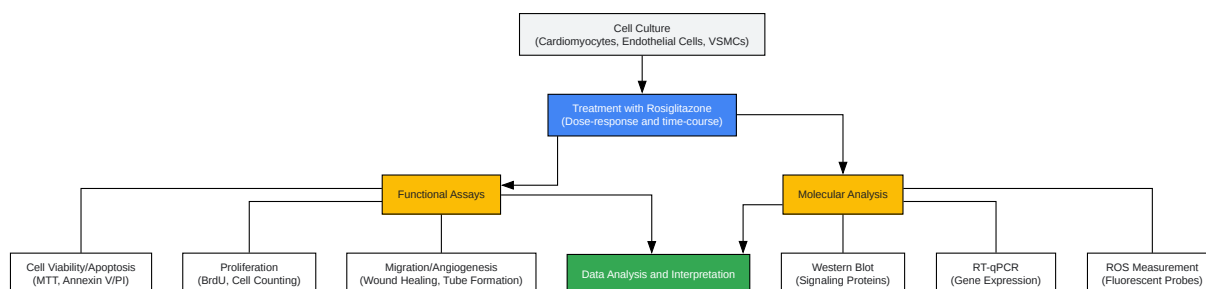 Cell Culture
(Cardiomyocytes, Endothelial Cells, VSMCs)
Treatment with Rosiglitazone
(Dose-response and time-course)
Functional Assays
Molecular Analysis
Cell Viability/Apoptosis
(MTT, Annexin V/PI)
Proliferation
(BrdU, Cell Counting)
Migration/Angiogenesis
(Wound Healing, Tube Formation)
Data Analysis and Interpretation
Western Blot
(Signaling Proteins)
RT-qPCR
(Gene Expression)
ROS Measurement
(Fluorescent Probes)